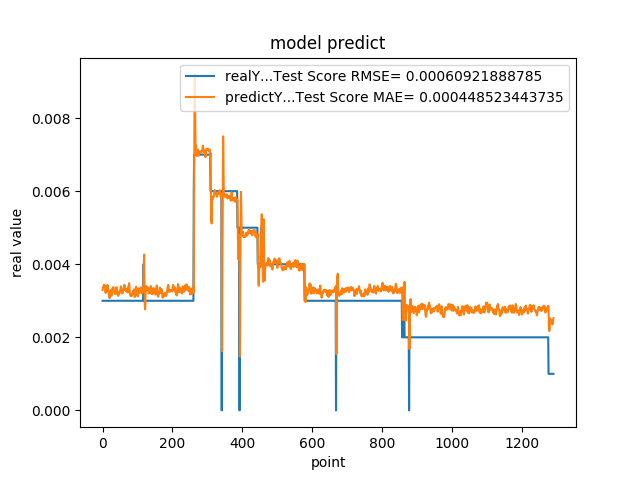 model predict
realY...Test Score RMSE= 0.00060921888785
predictY...Test Score MAE= 0.000448523443735
0.008
0.006
0.004
0.002
0.000
real value
0
200
400
600
800
1000
1200
point